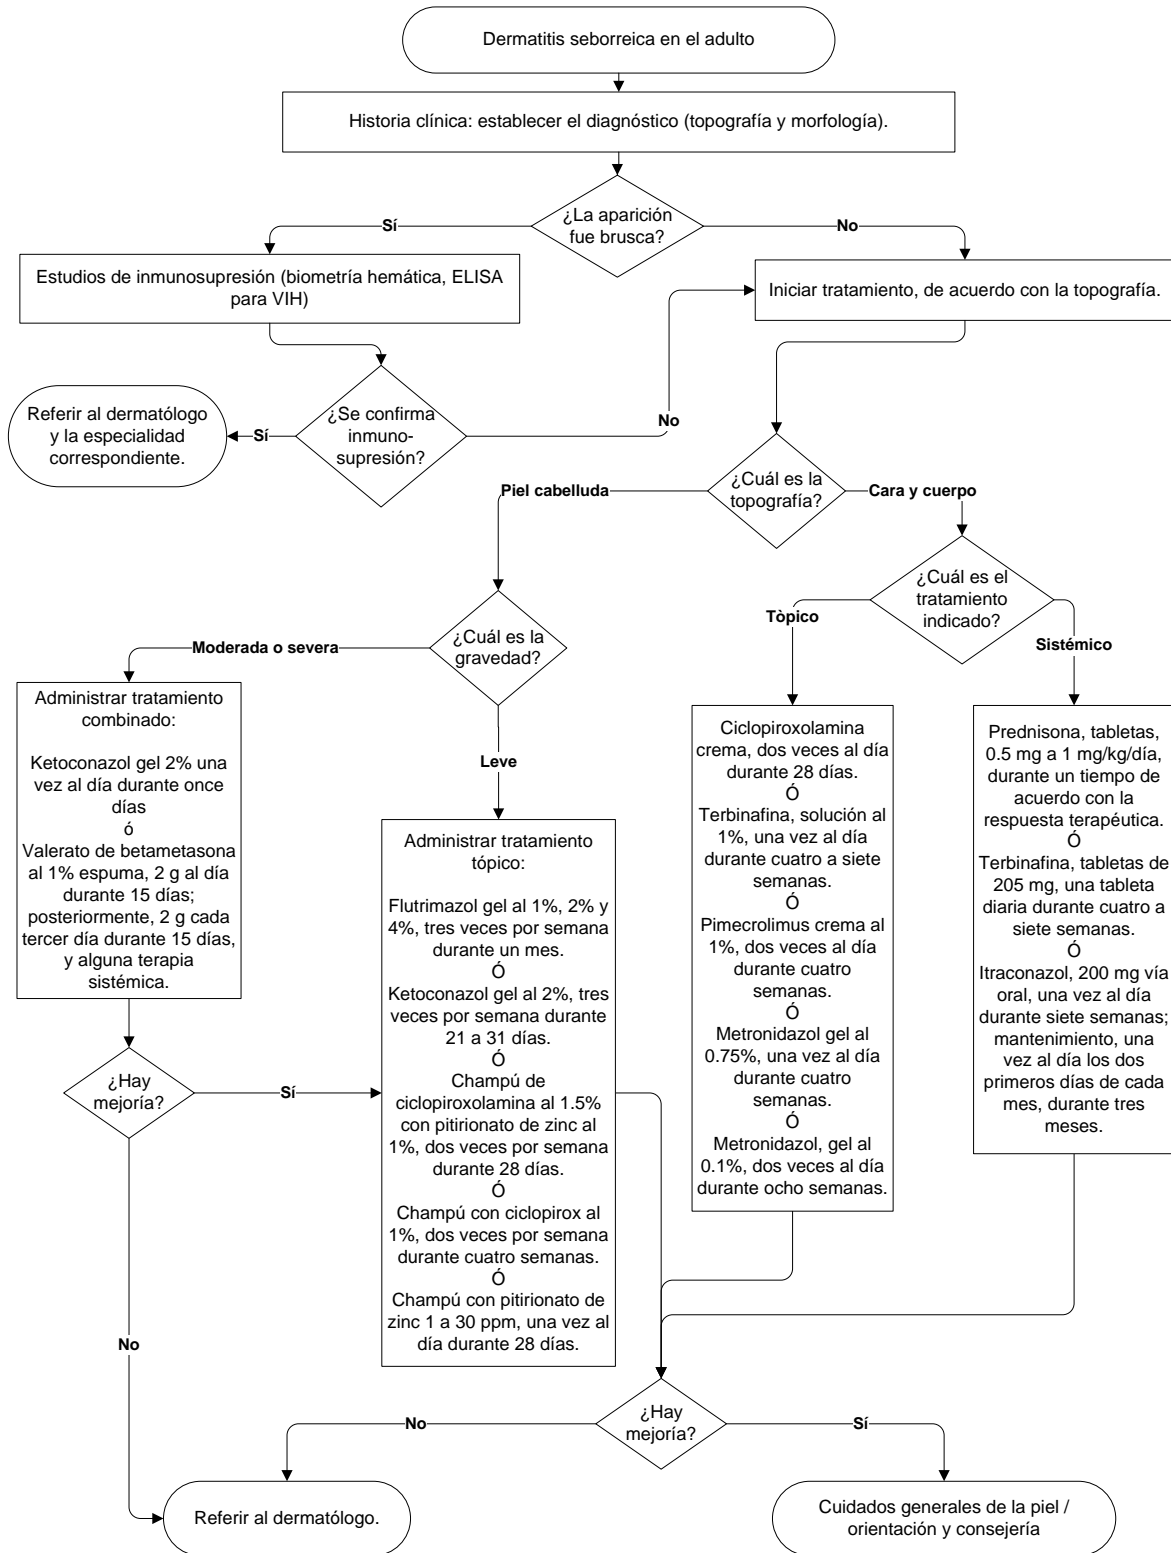 Dermatitis seborreica en el adulto
Historia clínica: establecer el diagnóstico (topografía y morfología).
¿La aparición
fue brusca?
Sí
No
Estudios de inmunosupresión (biometría hemática, ELISA
para VIH)
Iniciar tratamiento, de acuerdo con la topografía.
¿Se confirma
inmuno-
supresión?
Sí
No
Referir al dermatólogo
y la especialidad
correspondiente.
¿Cuál es la
topografía?
Piel cabelluda
Cara y cuerpo
¿Cuál es el
tratamiento
indicado?
Tòpico
Sistémico
¿Cuál es la
gravedad?
Moderada o severa
Leve
Administrar tratamiento
combinado:
Ketoconazol gel 2% una
vez al día durante once
días
ó
Valerato de betametasona
al 1% espuma, 2 g al día
durante 15 días;
posteriormente, 2 g cada
tercer día durante 15 días,
y alguna terapia
sistémica.
Administrar tratamiento
tópico:
Flutrimazol gel al 1%, 2% y
4%, tres veces por semana
durante un mes.
Ó
Ketoconazol gel al 2%, tres
veces por semana durante
21 a 31 días.
Ó
Champú de
ciclopiroxolamina al 1.5%
con pitirionato de zinc al
1%, dos veces por semana
durante 28 días.
Ó
Champú con ciclopirox al
1%, dos veces por semana
durante cuatro semanas.
Ó
Champú con pitirionato de
zinc 1 a 30 ppm, una vez al
día durante 28 días.
Ciclopiroxolamina
crema, dos veces al día
durante 28 días.
Ó
Terbinafina, solución al
1%, una vez al día
durante cuatro a siete
semanas.
Ó
Pimecrolimus crema al
1%, dos veces al día
durante cuatro
semanas.
Ó
Metronidazol gel al
0.75%, una vez al día
durante cuatro
semanas.
Ó
Metronidazol, gel al
0.1%, dos veces al día
durante ocho semanas.
Prednisona, tabletas,
0.5 mg a 1 mg/kg/día,
durante un tiempo de
acuerdo con la
respuesta terapéutica.
Ó
Terbinafina, tabletas de
205 mg, una tableta
diaria durante cuatro a
siete semanas.
Ó
Itraconazol, 200 mg vía
oral, una vez al día
durante siete semanas;
mantenimiento, una
vez al día los dos
primeros días de cada
mes, durante tres
meses.
¿Hay
mejoría?
Sí
No
¿Hay
mejoría?
No
Sí
Referir al dermatólogo.
Cuidados generales de la piel /
orientación y consejería